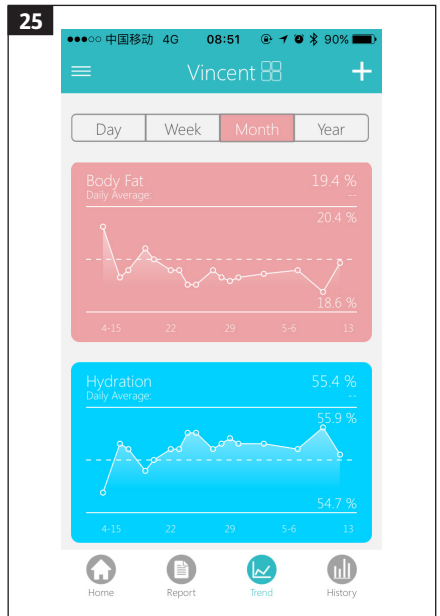 25
中国移动 4G 08:51 90%
Vincent
Day Week Month Year
Body Fat 19.4 %
Daily Average: --
20.4 %
18.6 %
4-15 22 29 5-6 13
Hydration 55.4 %
Daily Average: --
55.9 %
54.7 %
4-15 22 29 5-6 13
Home Report Trend History